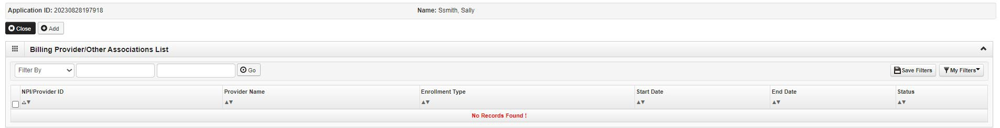 Application ID: 20230828197918 Name: Ssmith, Sally
Close Add
Billing Provider/Other Associations List
Filter By Go Save Filters My Filters
NPI/Provider ID Provider Name Enrollment Type Start Date End Date Status
No Records Found !